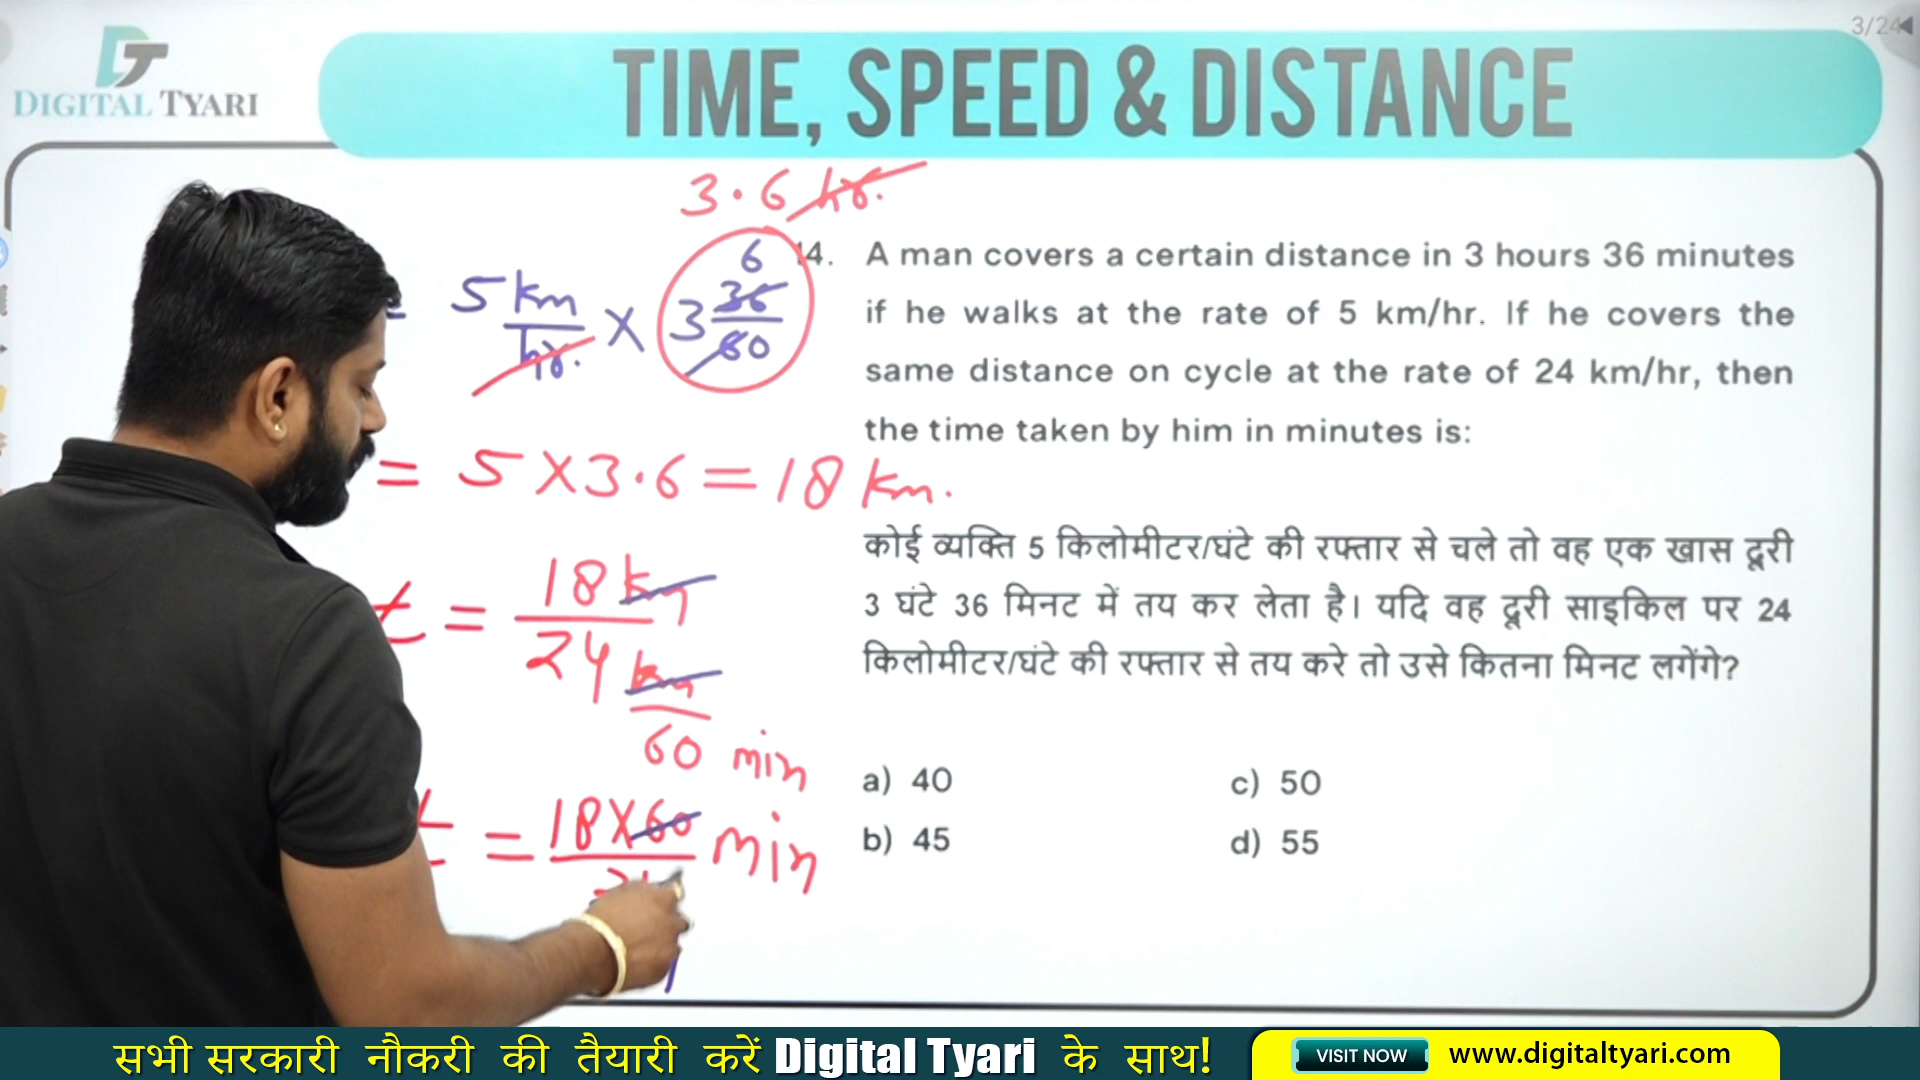 3/24
DT
DIGITAL TYARI
TIME, SPEED & DISTANCE
3.6 hr.
= 5 km/hr. × 3 36/60 6
= 5 × 3.6 = 18 km.
t = 18 km / 24 km/60 min
t = 18×60 / 24 min
14. A man covers a certain distance in 3 hours 36 minutes
if he walks at the rate of 5 km/hr. If he covers the
same distance on cycle at the rate of 24 km/hr, then
the time taken by him in minutes is:
कोई व्यक्ति 5 किलोमीटर/घंटे की रफ्तार से चले तो वह एक खास दूरी
3 घंटे 36 मिनट में तय कर लेता है। यदि वह दूरी साइकिल पर 24
किलोमीटर/घंटे की रफ्तार से तय करे तो उसे कितना मिनट लगेंगे?
a) 40
c) 50
b) 45
d) 55
सभी सरकारी नौकरी की तैयारी करें Digital Tyari के साथ!
VISIT NOW
www.digitaltyari.com